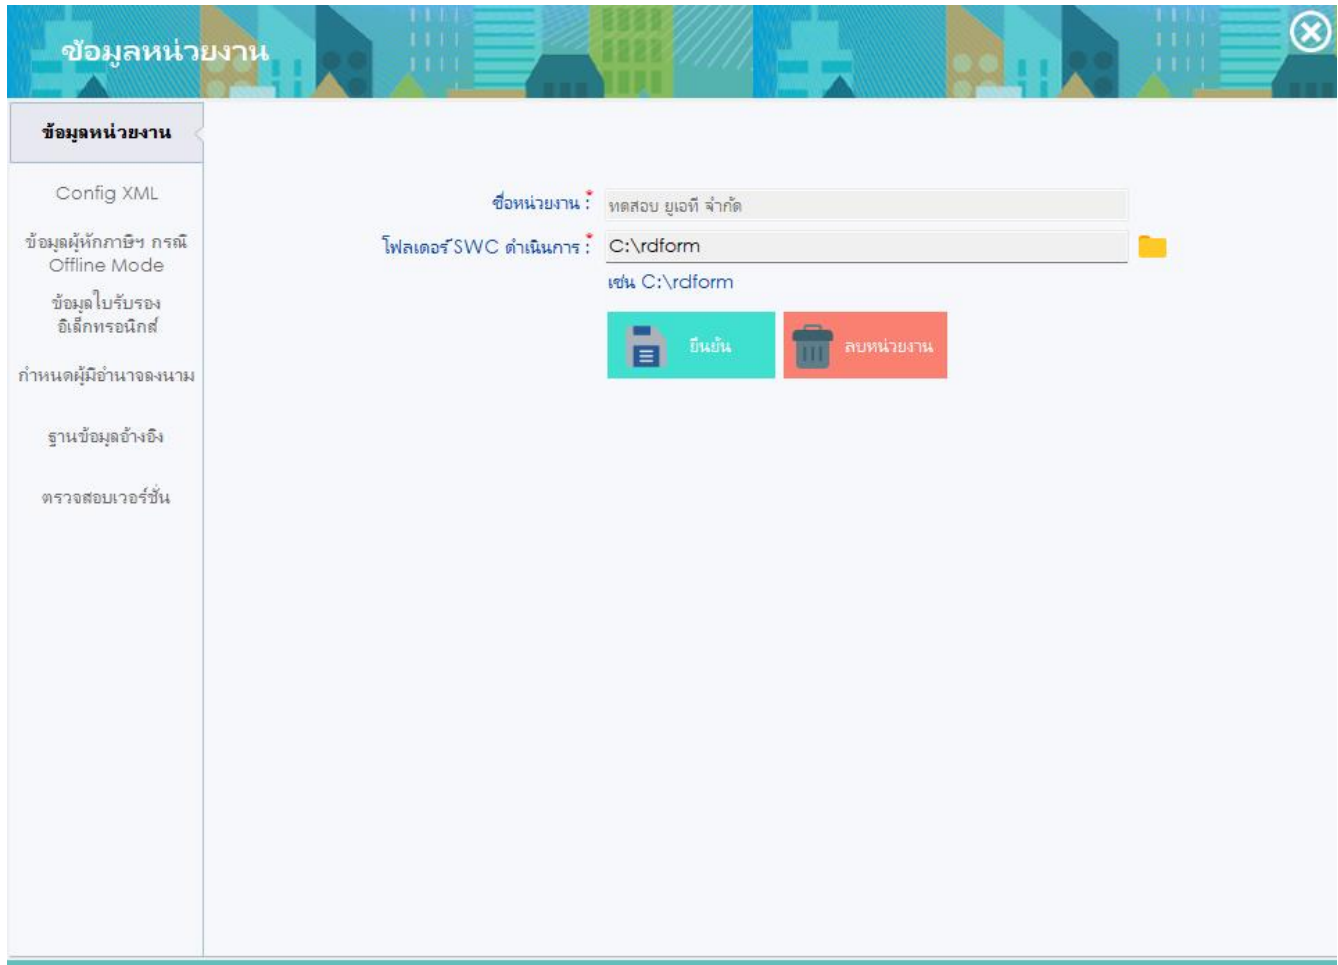 ข้อมูลหน่วยงาน
ข้อมูลหน่วยงาน
Config XML
ข้อมูลผู้หักภาษีฯ กรณี
Offline Mode
ข้อมูลใบรับรอง
อิเล็กทรอนิกส์
กำหนดผู้มีอำนาจลงนาม
ฐานข้อมูลอ้างอิง
ตรวจสอบเวอร์ชั่น
ชื่อหน่วยงาน :* ทดสอบ ยูเอที จำกัด
โฟลเดอร์ SWC ดำเนินการ :* C:\rdform
เช่น C:\rdform
ยืนยัน ลบหน่วยงาน